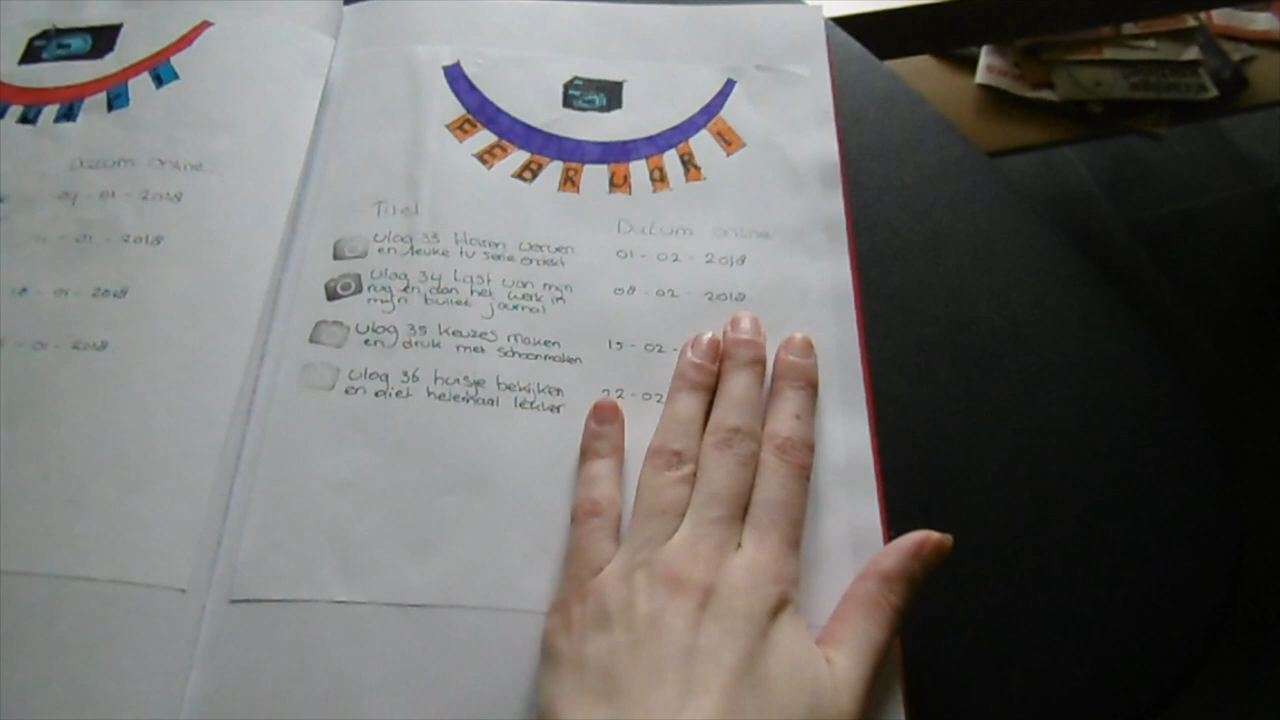 Datum online
04-01-2018
-01-2018
18-01-2018
-01-2018
FEBRUARI
Titel
Datum online
Vlog 33 Haren verven
en leuke tv serie ontdekt
01-02-2018
Vlog 34 Last van mijn
rug en dan het werk in
mijn bullet journal
08-02-2018
Vlog 35 Keuzes maken
en druk met schoonmaken
15-02-
Vlog 36 huisje bekijken
en dief helemaal lekker
22-02